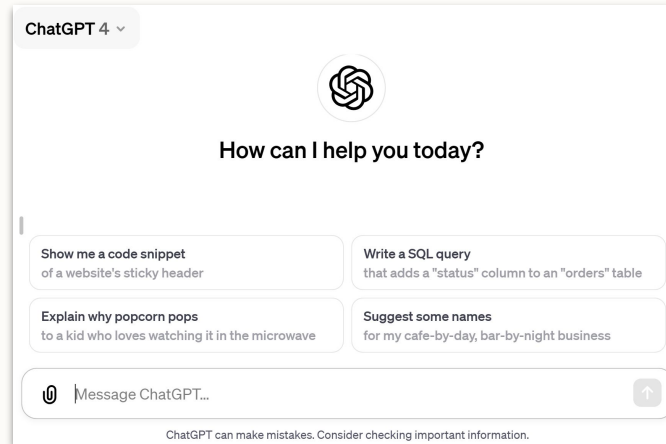 ChatGPT 4
How can I help you today?
Show me a code snippet
of a website's sticky header
Write a SQL query
that adds a "status" column to an "orders" table
Explain why popcorn pops
to a kid who loves watching it in the microwave
Suggest some names
for my cafe-by-day, bar-by-night business
Message ChatGPT...
ChatGPT can make mistakes. Consider checking important information.